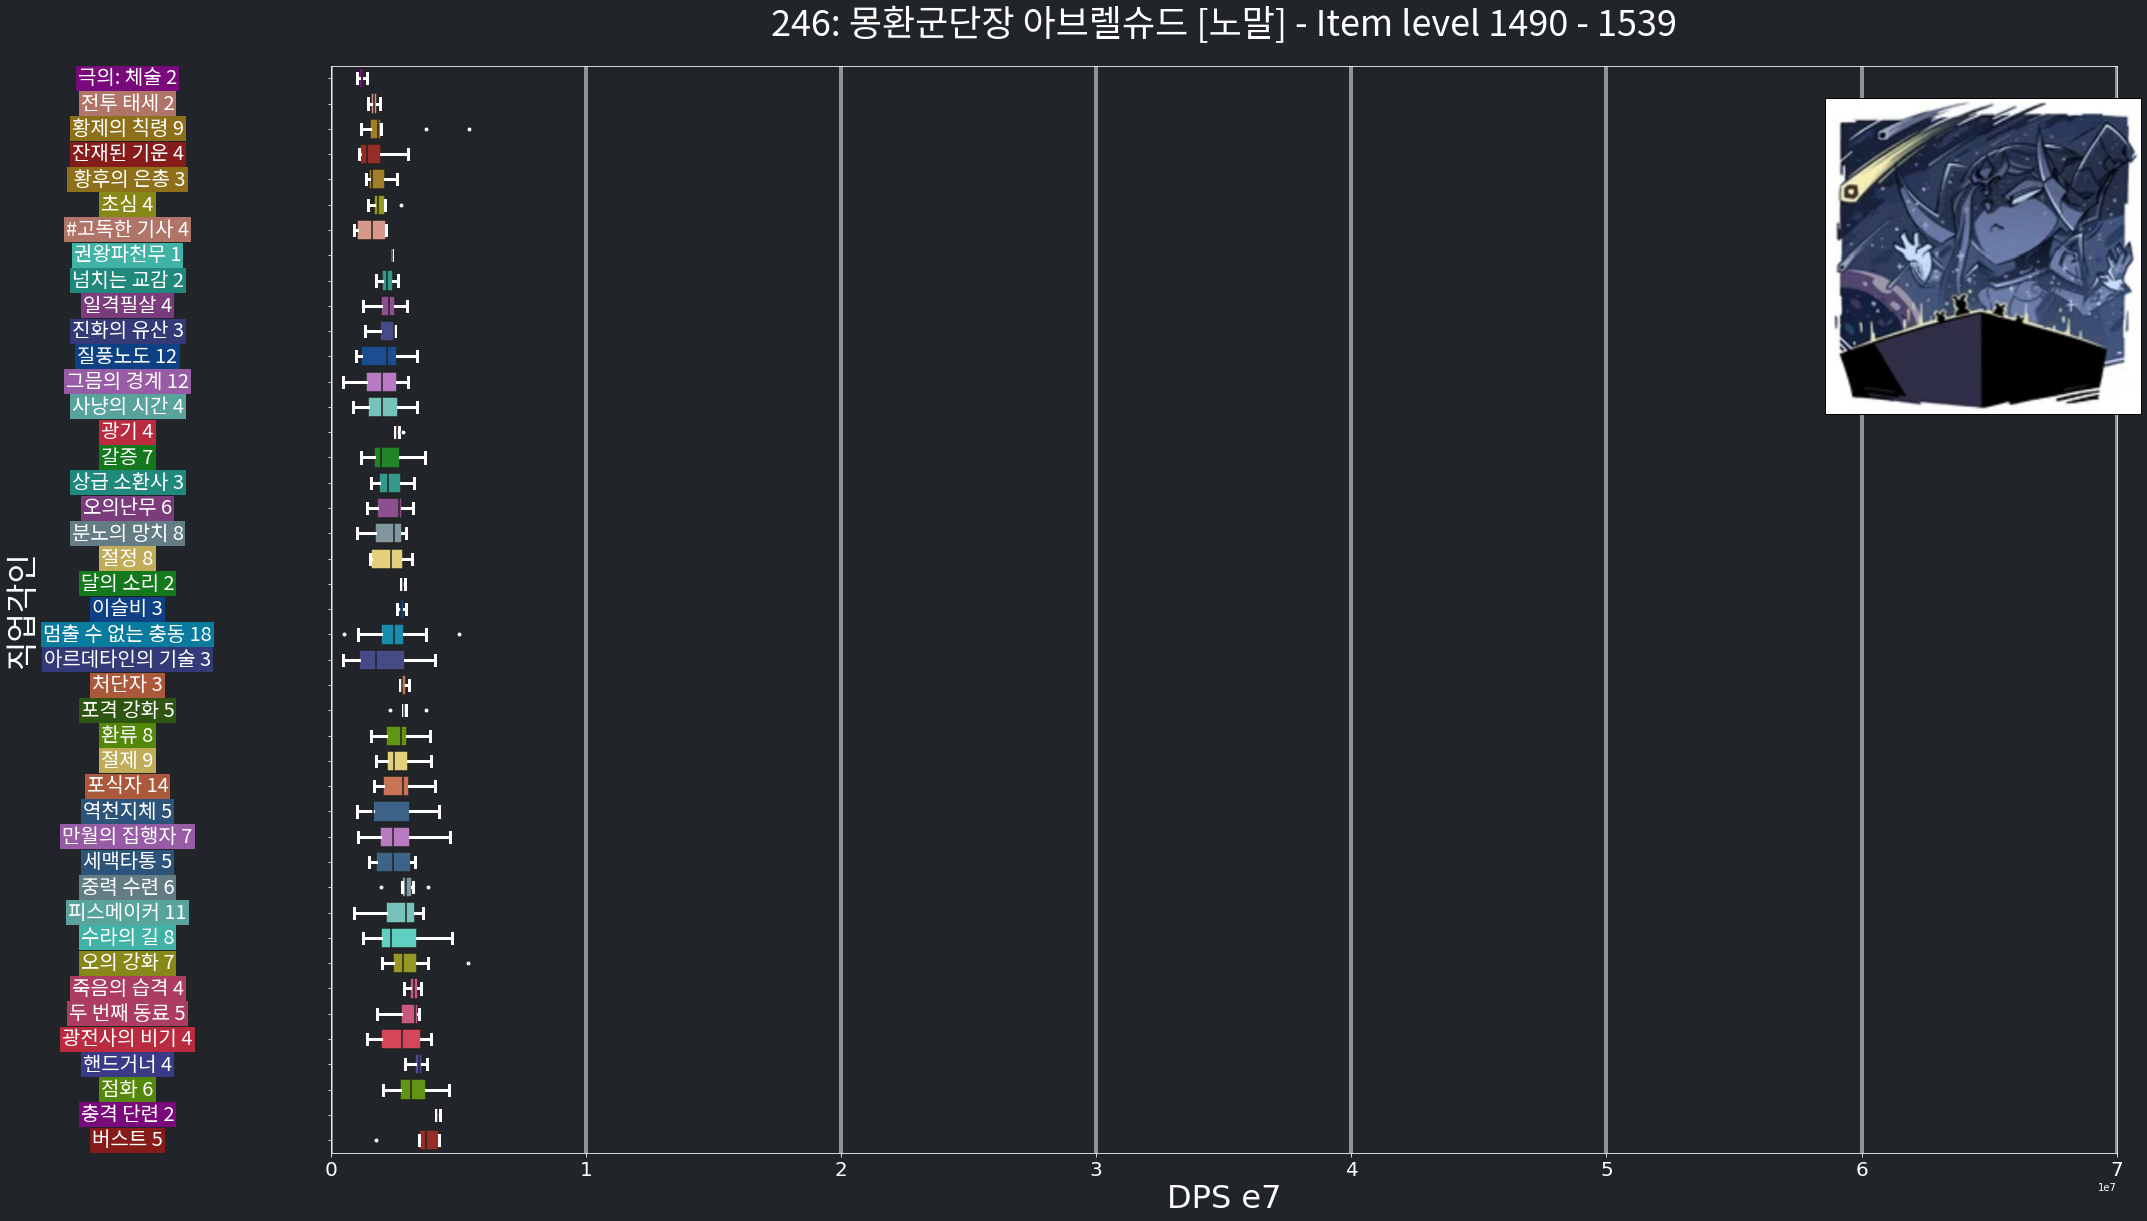 246: 몽환군단장 아브렐슈드 [노말] - Item level 1490 - 1539
직업각인
극의: 체술 2
전투 태세 2
황제의 칙령 9
잔재된 기운 4
황후의 은총 3
초심 4
#고독한 기사 4
권왕파천무 1
넘치는 교감 2
일격필살 4
진화의 유산 3
질풍노도 12
그믐의 경계 12
사냥의 시간 4
광기 4
갈증 7
상급 소환사 3
오의난무 6
분노의 망치 8
절정 8
달의 소리 2
이슬비 3
멈출 수 없는 충동 18
아르데타인의 기술 3
처단자 3
포격 강화 5
환류 8
절제 9
포식자 14
역천지체 5
만월의 집행자 7
세맥타통 5
중력 수련 6
피스메이커 11
수라의 길 8
오의 강화 7
죽음의 습격 4
두 번째 동료 5
광전사의 비기 4
핸드거너 4
점화 6
충격 단련 2
버스트 5
0 1 2 3 4 5 6 7
1e7
DPS e7